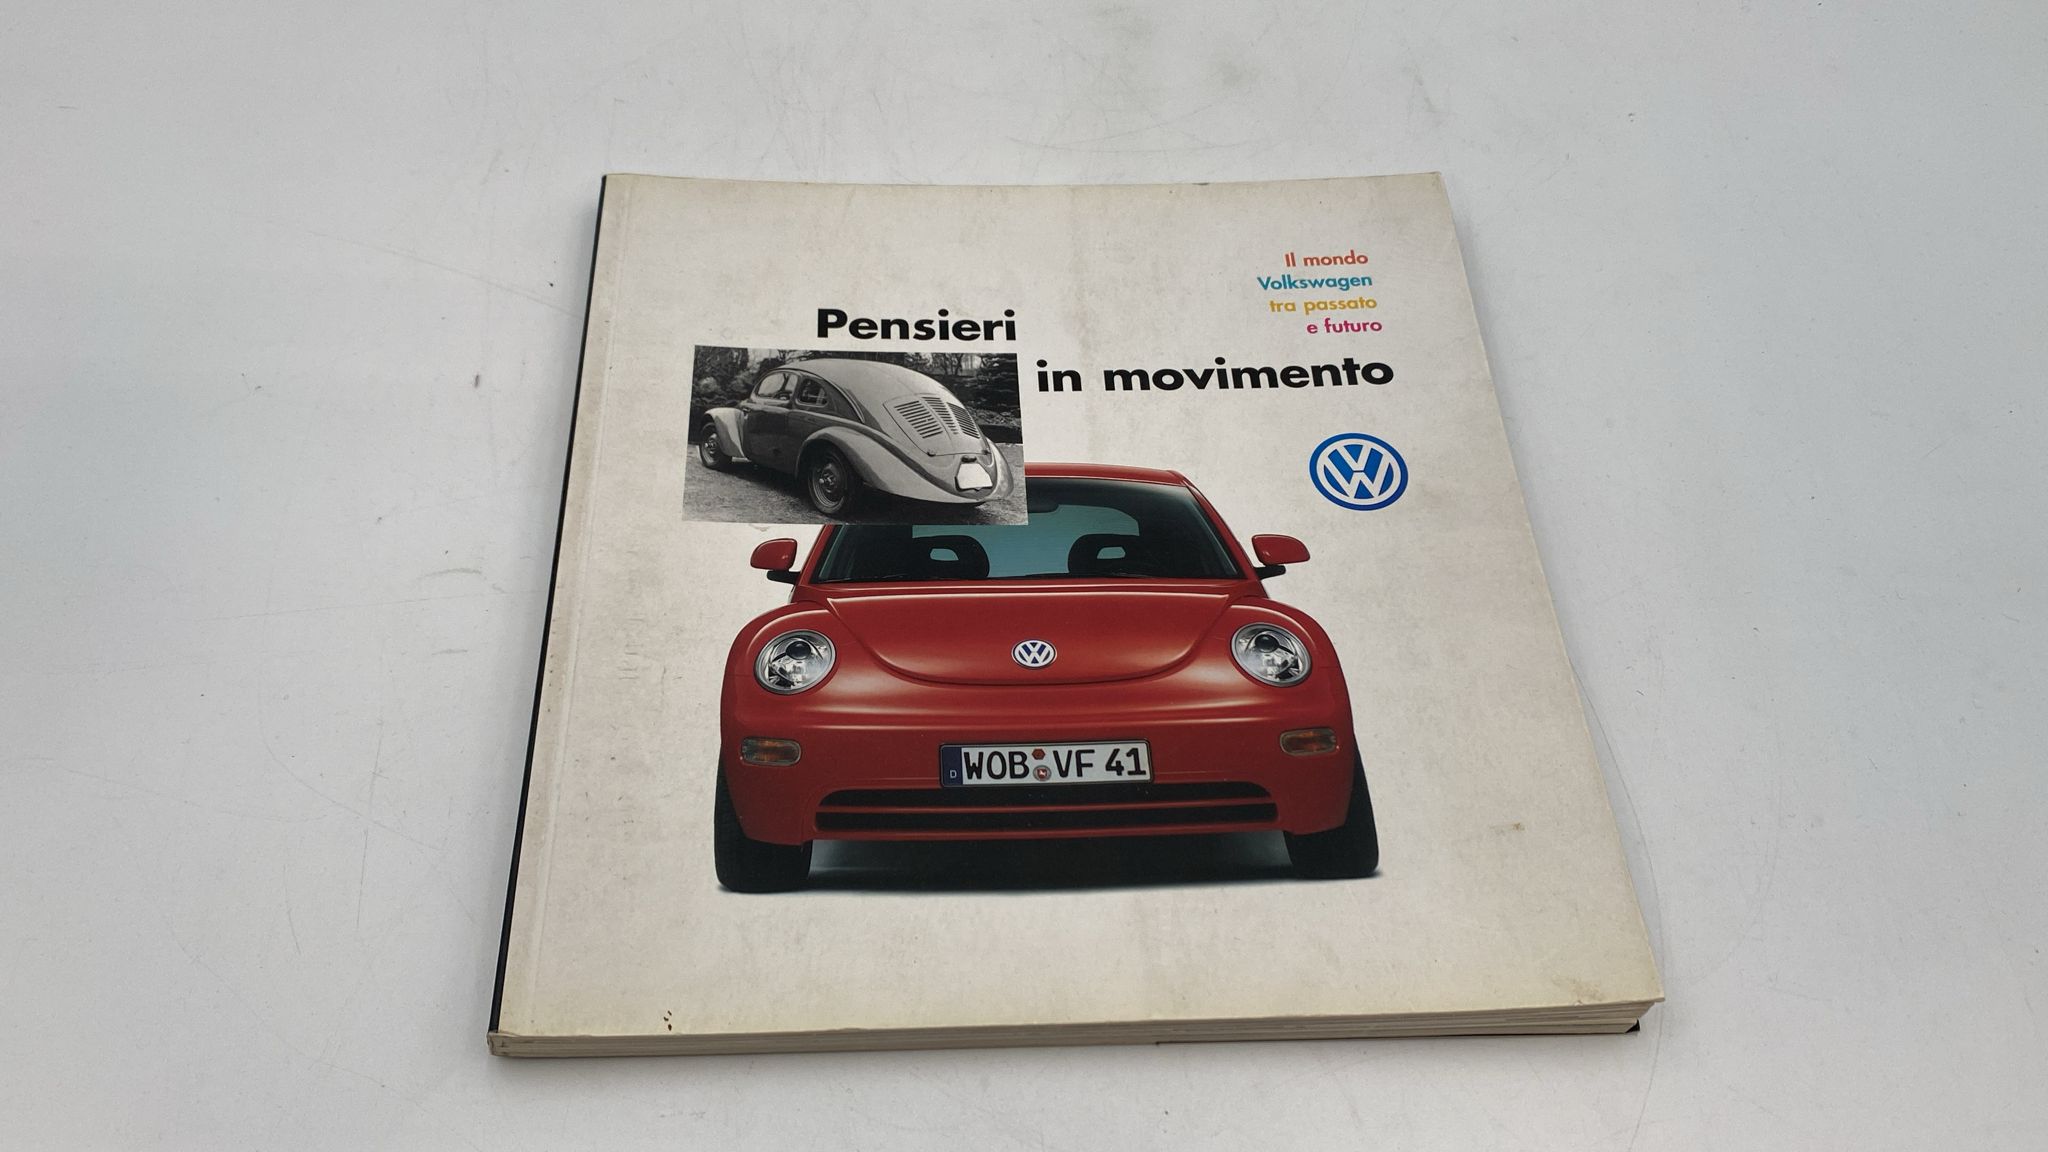 Il mondo
Volkswagen
tra passato
e futuro
Pensieri
in movimento
WOB VF 41
D